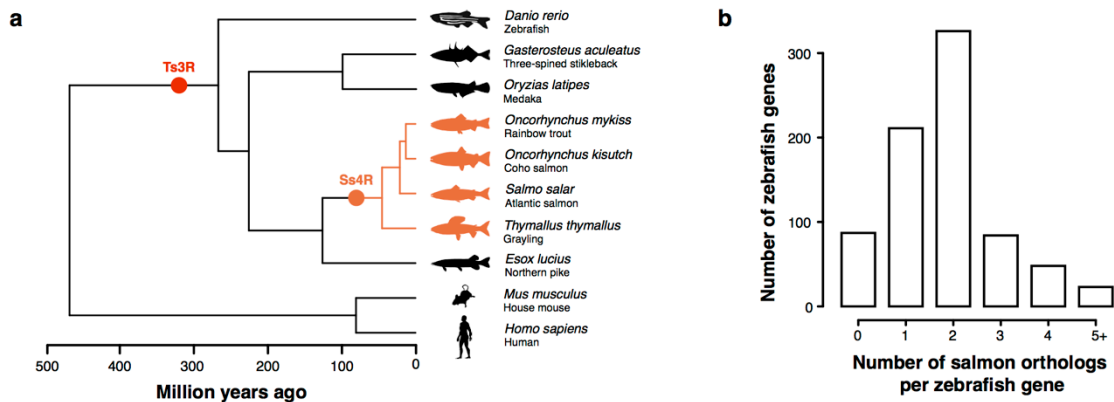 a
Ts3R
Ss4R
Danio rerio
Zebrafish
Gasterosteus aculeatus
Three-spined stikleback
Oryzias latipes
Medaka
Oncorhynchus mykiss
Rainbow trout
Oncorhynchus kisutch
Coho salmon
Salmo salar
Atlantic salmon
Thymallus thymallus
Grayling
Esox lucius
Northern pike
Mus musculus
House mouse
Homo sapiens
Human
500 400 300 200 100 0
Million years ago
b
Number of zebrafish genes
300
200
100
0
0 1 2 3 4 5+
Number of salmon orthologs
per zebrafish gene